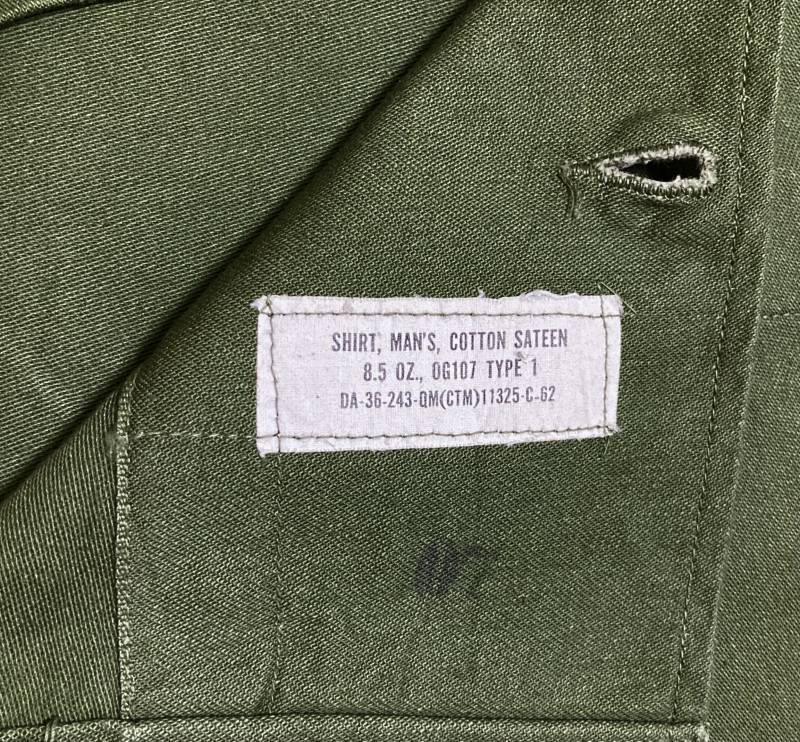 SHIRT, MAN'S, COTTON SATEEN
8.5 OZ., OG107 TYPE 1
DA-36-243-QM(CTM)11325-C-62